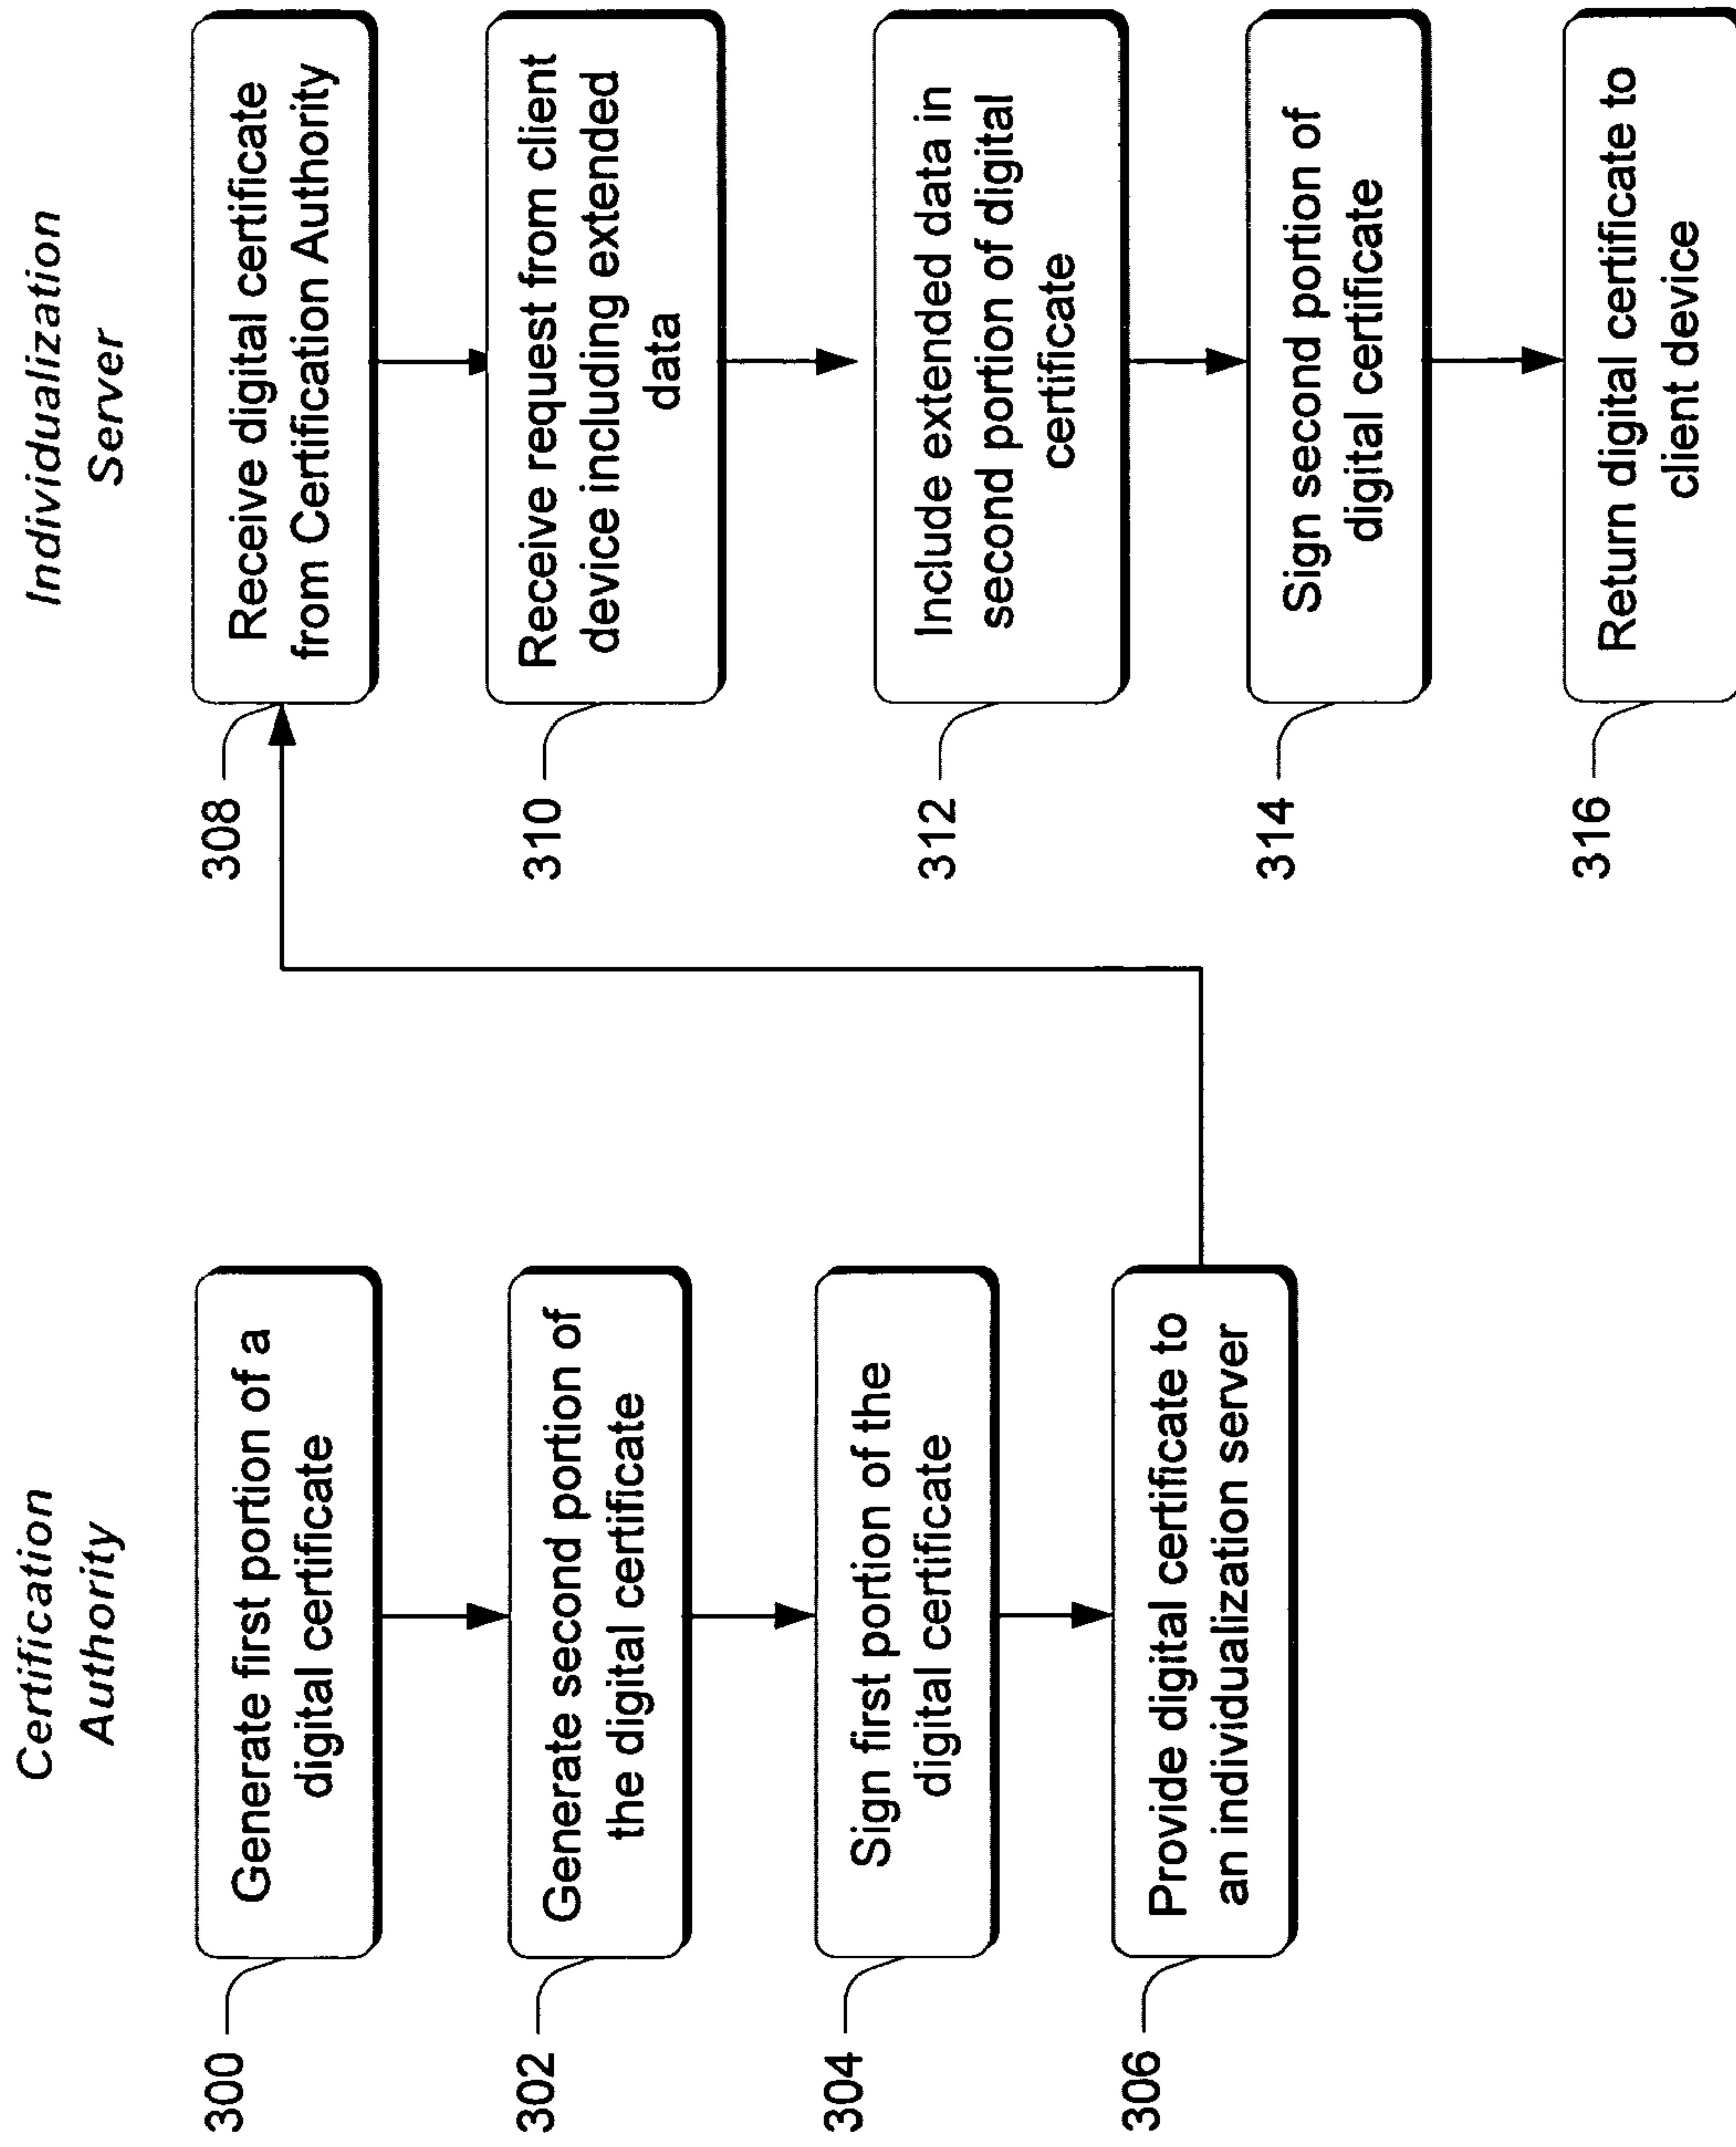 Certification
Authority
300
Generate first portion of a
digital certificate
302
Generate second portion of
the digital certificate
304
Sign first portion of the
digital certificate
306
Provide digital certificate to
an individualization server
Individualization
Server
308
Receive digital certificate
from Certification Authority
310
Receive request from client
device including extended
data
312
Include extended data in
second portion of digital
certificate
314
Sign second portion of
digital certificate
316
Return digital certificate to
client device